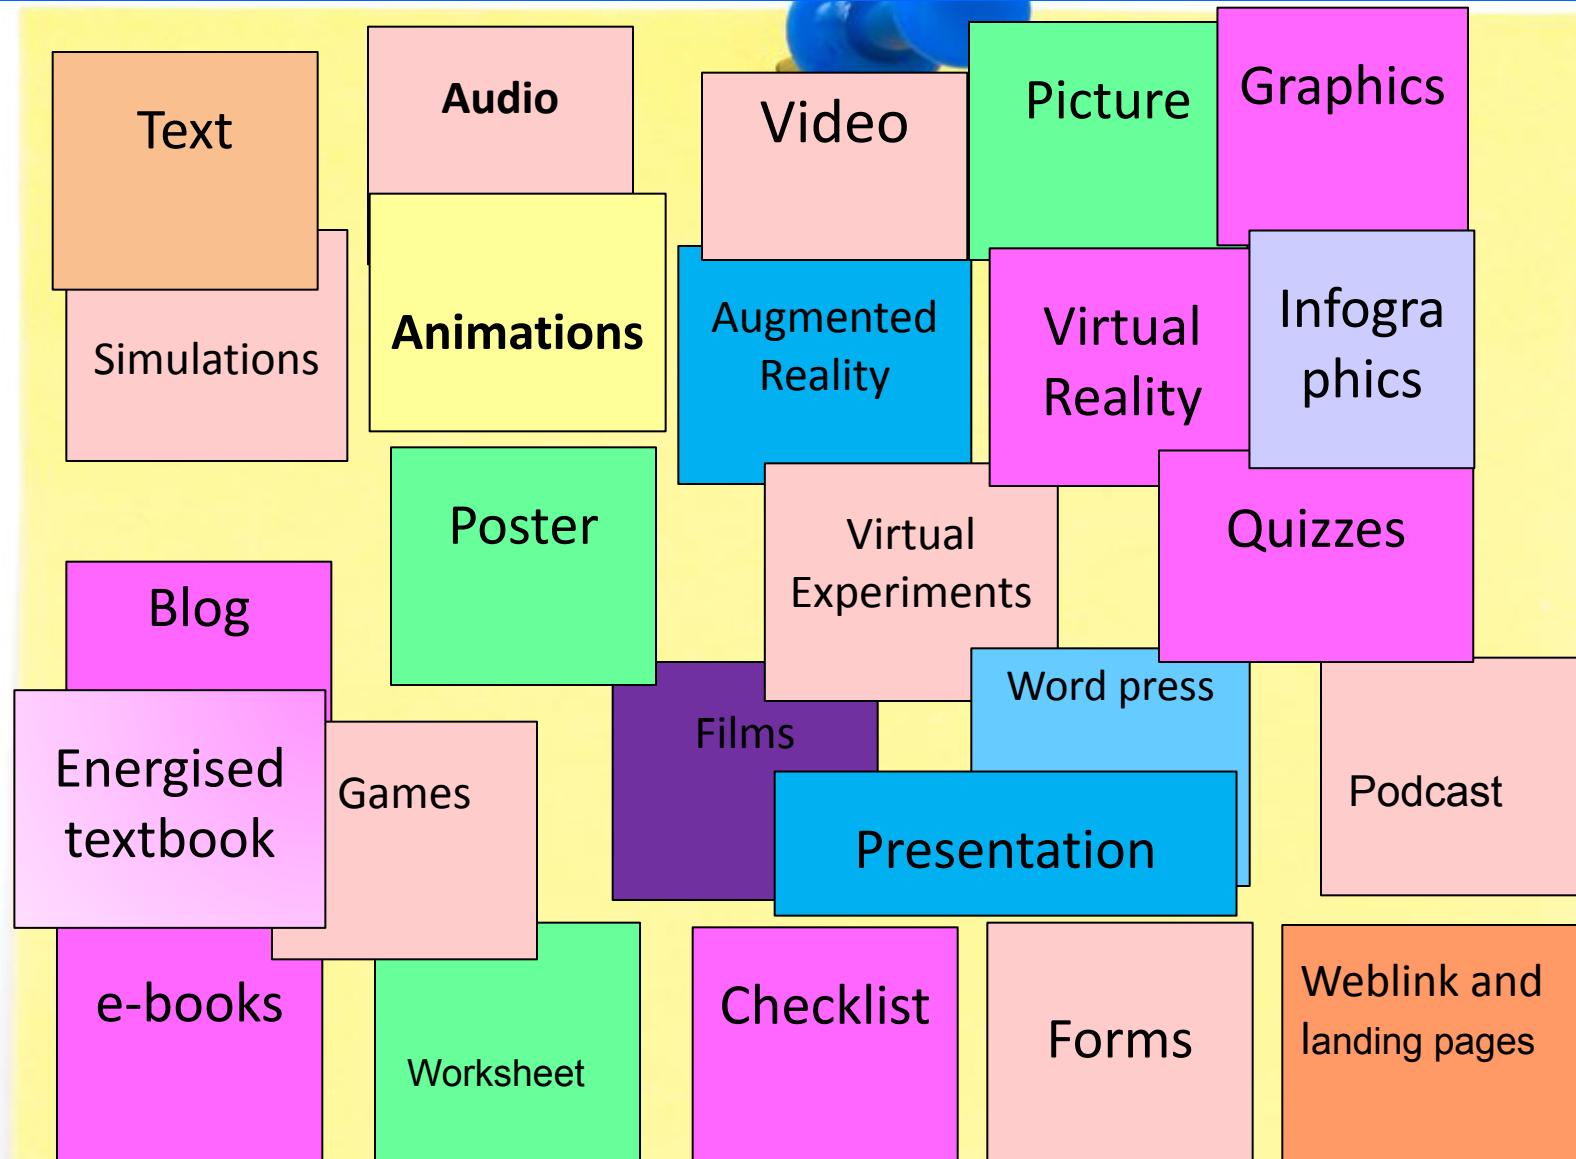 Text
Audio
Video
Picture
Graphics
Simulations
Animations
Augmented
Reality
Virtual
Reality
Infogra
phics
Poster
Virtual
Experiments
Quizzes
Blog
Energised
textbook
Games
Films
Word press
Presentation
Podcast
e-books
Worksheet
Checklist
Forms
Weblink and
landing pages